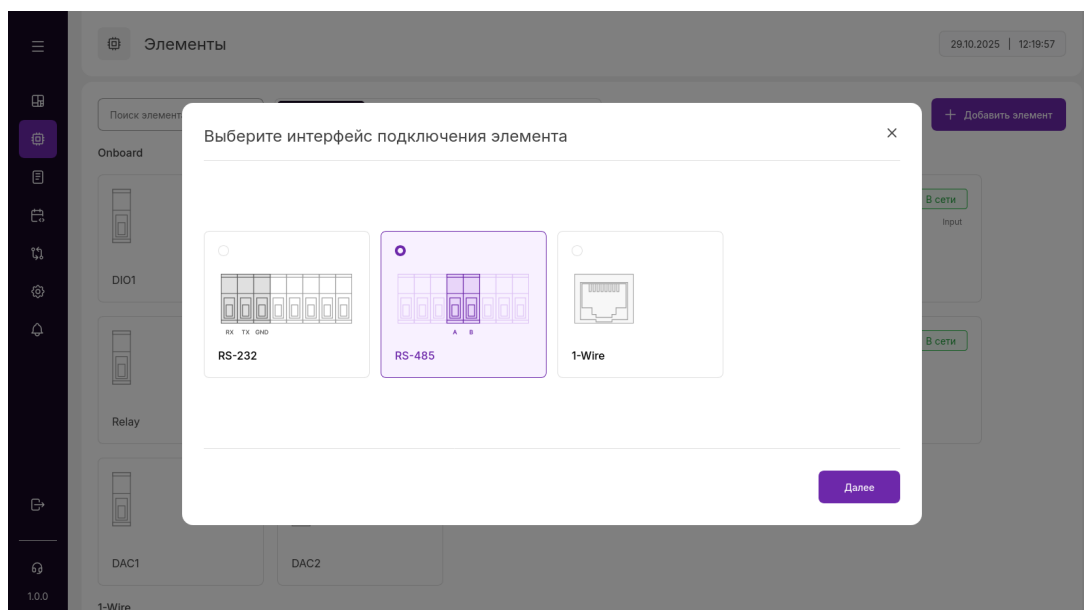 Элементы
29.10.2025 | 12:19:57
Поиск элемент
Добавить элемент
Выберите интерфейс подключения элемента
Onboard
В сети
Input
DIO1
RX TX GND
A B
RS-232
RS-485
1-Wire
В сети
Relay
Далее
DAC1
DAC2
1.0.0
1-Wire